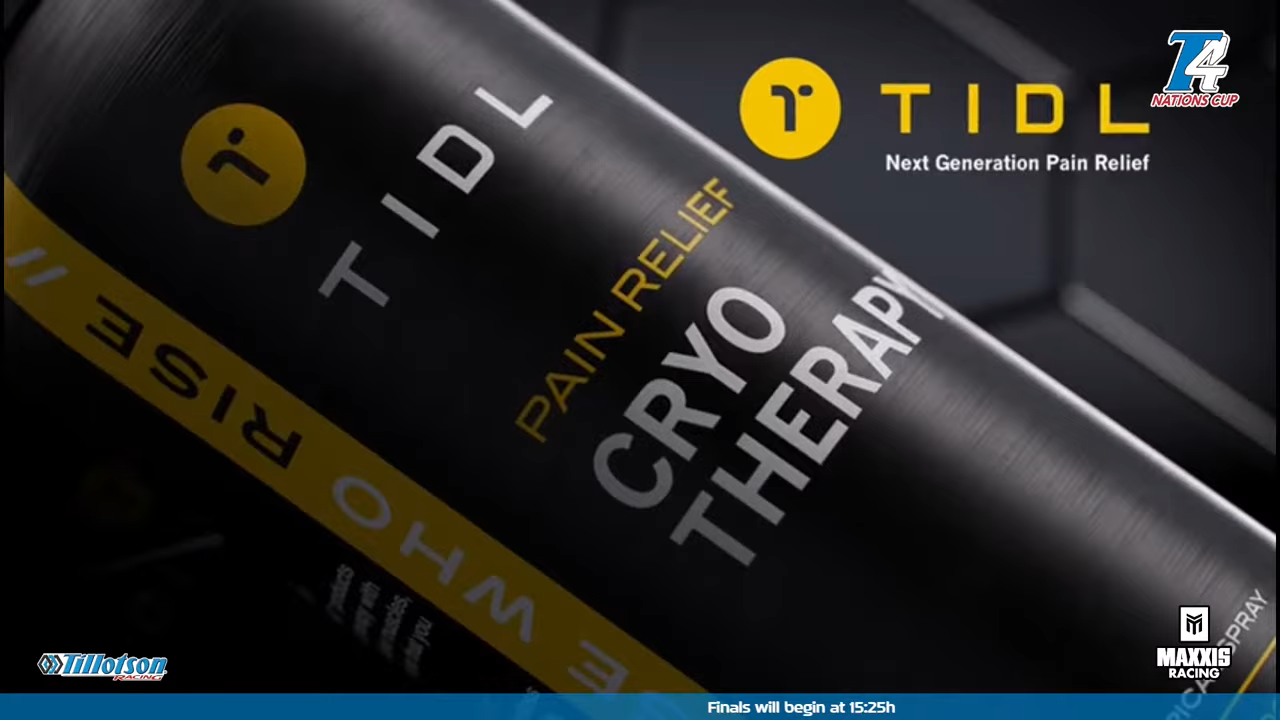 TIDL
Next Generation Pain Relief
T4
NATIONS CUP
TIDL
PAIN RELIEF
CRYO
THERAPY
WHO RISE //
SPRAY
Tillotson
RACING
MAXXIS
RACING
Finals will begin at 15:25h